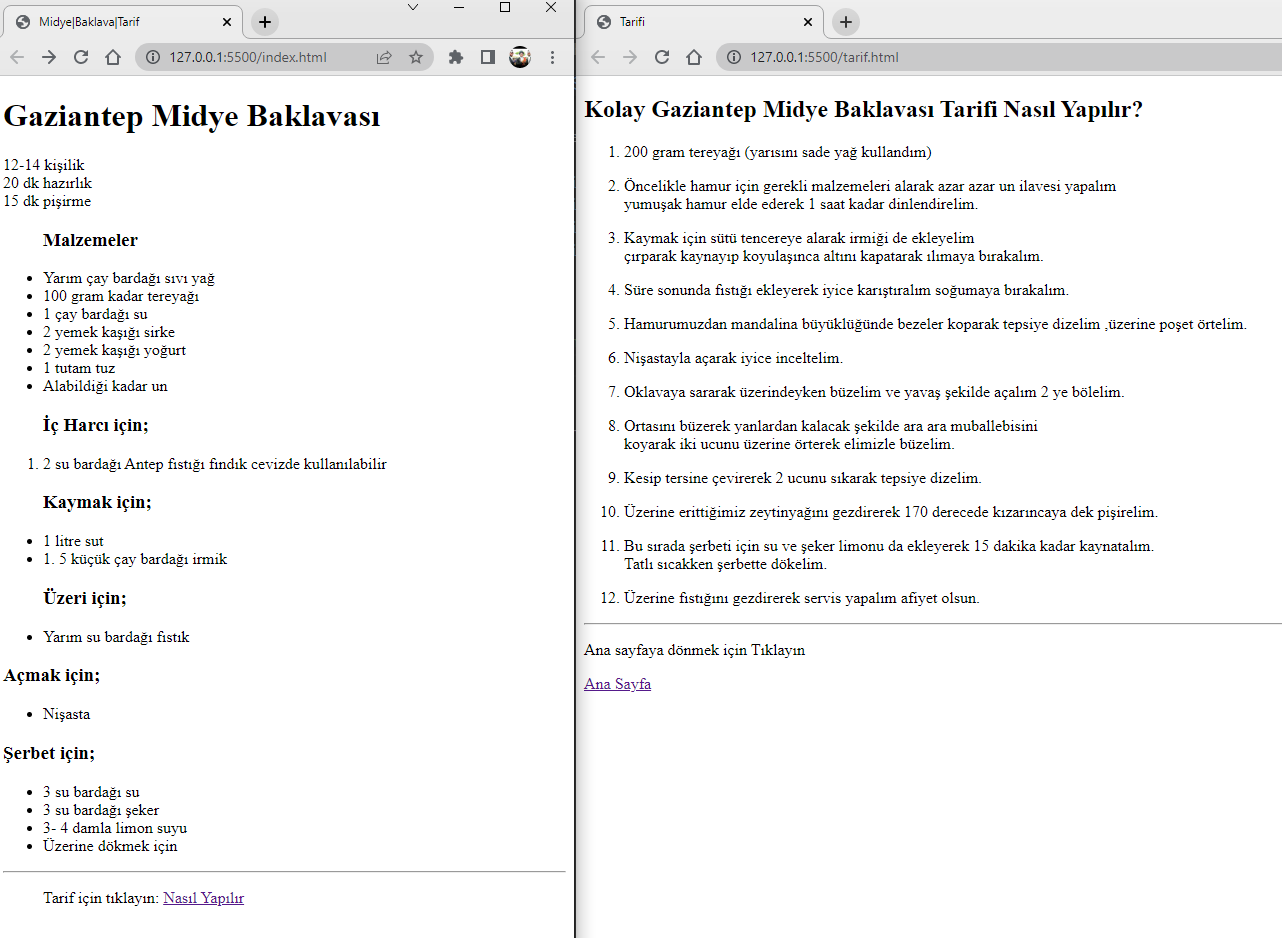 Midye|Baklava|Tarif
127.0.0.1:5500/index.html
Gaziantep Midye Baklavası
12-14 kişilik
20 dk hazırlık
15 dk pişirme
Malzemeler
Yarım çay bardağı sıvı yağ
100 gram kadar tereyağı
1 çay bardağı su
2 yemek kaşığı sirke
2 yemek kaşığı yoğurt
1 tutam tuz
Alabildiği kadar un
İç Harcı için;
1. 2 su bardağı Antep fıstığı fındık cevizde kullanılabilir
Kaymak için;
1 litre sut
1. 5 küçük çay bardağı irmik
Üzeri için;
Yarım su bardağı fıstık
Açmak için;
Nişasta
Şerbet için;
3 su bardağı su
3 su bardağı şeker
3- 4 damla limon suyu
Üzerine dökmek için
Tarif için tıklayın: Nasıl Yapılır
Tarifi
127.0.0.1:5500/tarif.html
Kolay Gaziantep Midye Baklavası Tarifi Nasıl Yapılır?
1. 200 gram tereyağı (yarısını sade yağ kullandım)
2. Öncelikle hamur için gerekli malzemeleri alarak azar azar un ilavesi yapalım
yumuşak hamur elde ederek 1 saat kadar dinlendirelim.
3. Kaymak için sütü tencereye alarak irmiği de ekleyelim
çırparak kaynayıp koyulaşınca altını kapatarak ılımaya bırakalım.
4. Süre sonunda fıstığı ekleyerek iyice karıştıralım soğumaya bırakalım.
5. Hamurumuzdan mandalina büyüklüğünde bezeler koparak tepsiye dizelim ,üzerine poşet örtelim.
6. Nişastayla açarak iyice inceltelim.
7. Oklavaya sararak üzerindeyken büzelim ve yavaş şekilde açalım 2 ye bölelim.
8. Ortasını büzerek yanlardan kalacak şekilde ara ara muballebisini
koyarak iki ucunu üzerine örterek elimizle büzelim.
9. Kesip tersine çevirerek 2 ucunu sıkarak tepsiye dizelim.
10. Üzerine erittiğimiz zeytinyağını gezdirerek 170 derecede kızarıncaya dek pişirelim.
11. Bu sırada şerbeti için su ve şeker limonu da ekleyerek 15 dakika kadar kaynatalım.
Tatlı sıcakken şerbette dökelim.
12. Üzerine fıstığını gezdirerek servis yapalım afiyet olsun.
Ana sayfaya dönmek için Tıklayın
Ana Sayfa